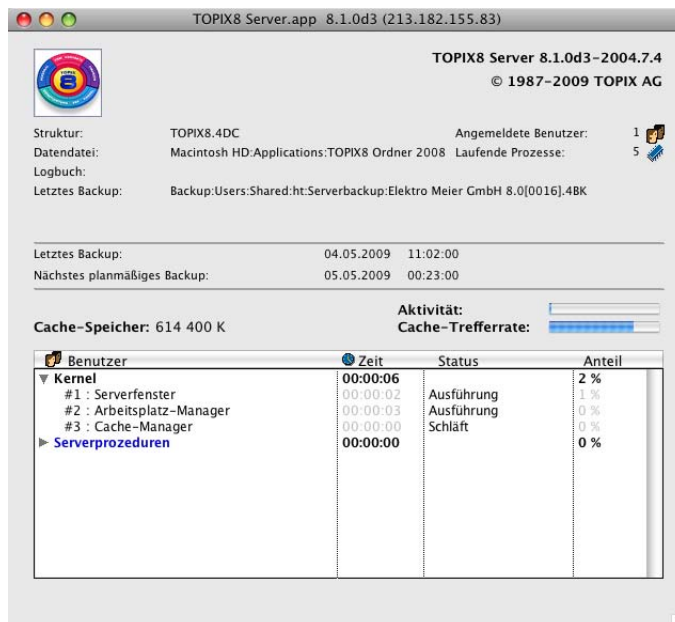 TOPIX8 Server.app 8.1.0d3 (213.182.155.83)
TOPIX
8
TOPIX8 Server 8.1.0d3-2004.7.4
© 1987-2009 TOPIX AG
Struktur: TOPIX8.4DC Angemeldete Benutzer: 1
Datendatei: Macintosh HD:Applications:TOPIX8 Ordner 2008 Laufende Prozesse: 5
Logbuch:
Letztes Backup: Backup:Users:Shared:ht:Serverbackup:Elektro Meier GmbH 8.0[0016].4BK
Letztes Backup: 04.05.2009 11:02:00
Nächstes planmäßiges Backup: 05.05.2009 00:23:00
Aktivität:
Cache-Speicher: 614 400 K Cache-Trefferrate:
Benutzer Zeit Status Anteil
Kernel 00:00:06 2 %
#1 : Serverfenster 00:00:02 Ausführung 1 %
#2 : Arbeitsplatz-Manager 00:00:03 Ausführung 0 %
#3 : Cache-Manager 00:00:00 Schläft 0 %
Serverprozeduren 00:00:00 0 %